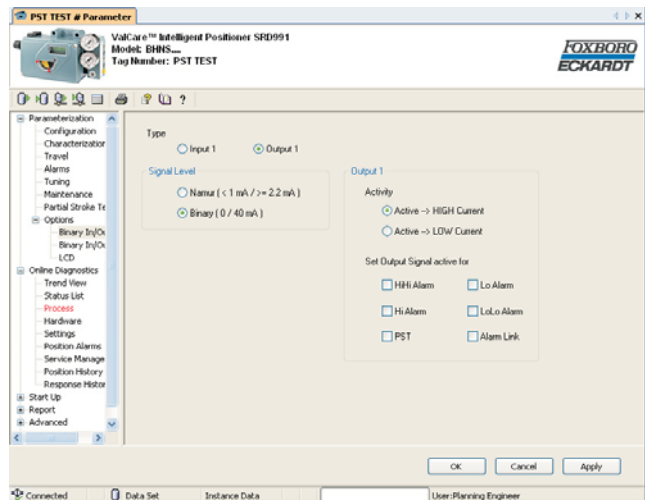 PST TEST # Parameter
ValCare™ Intelligent Positioner SRD991
Model: BHNS....
Tag Number: PST TEST
FOXBORO
ECKARDT
Parameterization
Configuration
Characterization
Travel
Alarms
Tuning
Maintenance
Partial Stroke Te
Options
Binary In/Ou
Binary In/Ou
LCD
Online Diagnostics
Trend View
Status List
Process
Hardware
Settings
Position Alarms
Service Manage
Position History
Response Histor
Start Up
Report
Advanced
Type
Input 1
Output 1
Signal Level
Namur ( < 1 mA / >= 2.2 mA )
Binary ( 0 / 40 mA )
Output 1
Activity
Active --> HIGH Current
Active --> LOW Current
Set Output Signal active for
HiHi Alarm
Lo Alarm
Hi Alarm
LoLo Alarm
PST
Alarm Link
OK
Cancel
Apply
Connected
Data Set
Instance Data
User:Planning Engineer